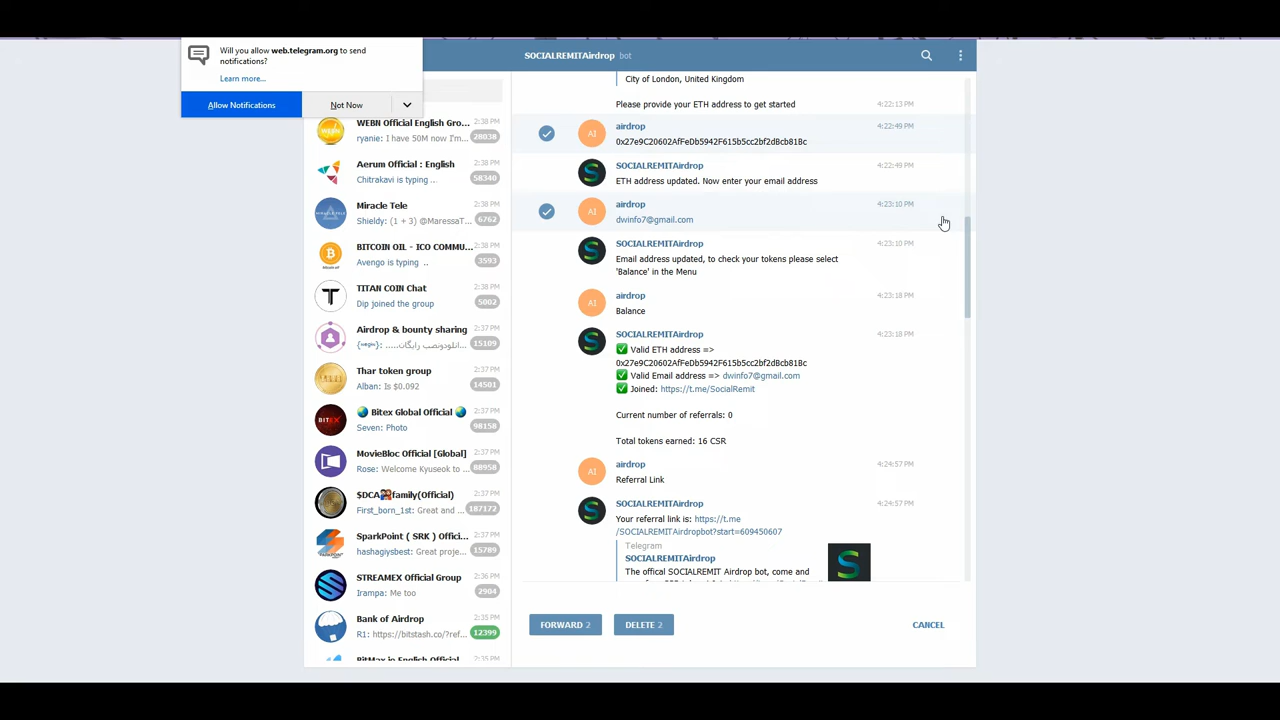 Will you allow web.telegram.org to send
notifications?
Learn more...
Allow Notifications
Not Now
WEBN Official English Gro...
2:38 PM
ryanie: I have 50M now I'm...
28038
Aerum Official : English
2:38 PM
Chitrakavi is typing ..
58340
Miracle Tele
2:38 PM
Shieldy: (1 + 3) @MaressaT...
6762
BITCOIN OIL - ICO COMMU...
2:38 PM
Avengo is typing ..
3593
TITAN COIN Chat
2:38 PM
Dip joined the group
5802
Airdrop & bounty sharing
2:37 PM
15109
Thar token group
2:37 PM
Alban: Is $0.092
14501
🌏 Bitex Global Official 🌏
2:37 PM
Seven: Photo
98158
MovieBloc Official [Global]
2:37 PM
Rose: Welcome Kyuseok to ...
88958
$DCA family(Official)
2:37 PM
First_born_1st: Great and ...
187172
SparkPoint ( SRK ) Offici...
2:37 PM
hashagiysbest: Great proje...
15789
STREAMEX Official Group
2:36 PM
Irampa: Me too
2904
Bank of Airdrop
2:35 PM
R1: https://bitstash.co/?ref...
12399
BitMax.io English Official
2:35 PM
SOCIALREMITAirdrop bot
City of London, United Kingdom
Please provide your ETH address to get started
4:22:13 PM
AI
airdrop
4:22:49 PM
0x27e9C20602AfFeDb5942F615b5cc2bf2dBcb81Bc
SOCIALREMITAirdrop
4:22:49 PM
ETH address updated. Now enter your email address
AI
airdrop
4:23:10 PM
dwinfo7@gmail.com
SOCIALREMITAirdrop
4:23:10 PM
Email address updated, to check your tokens please select
'Balance' in the Menu
AI
airdrop
4:23:18 PM
Balance
SOCIALREMITAirdrop
4:23:18 PM
✅ Valid ETH address =>
0x27e9C20602AfFeDb5942F615b5cc2bf2dBcb81Bc
✅ Valid Email address => dwinfo7@gmail.com
✅ Joined: https://t.me/SocialRemit
Current number of referrals: 0
Total tokens earned: 16 CSR
AI
airdrop
4:24:57 PM
Referral Link
SOCIALREMITAirdrop
4:24:57 PM
Your referral link is: https://t.me
/SOCIALREMITAirdropbot?start=609450607
Telegram
SOCIALREMITAirdrop
The offical SOCIALREMIT Airdrop bot, come and
FORWARD 2
DELETE 2
CANCEL